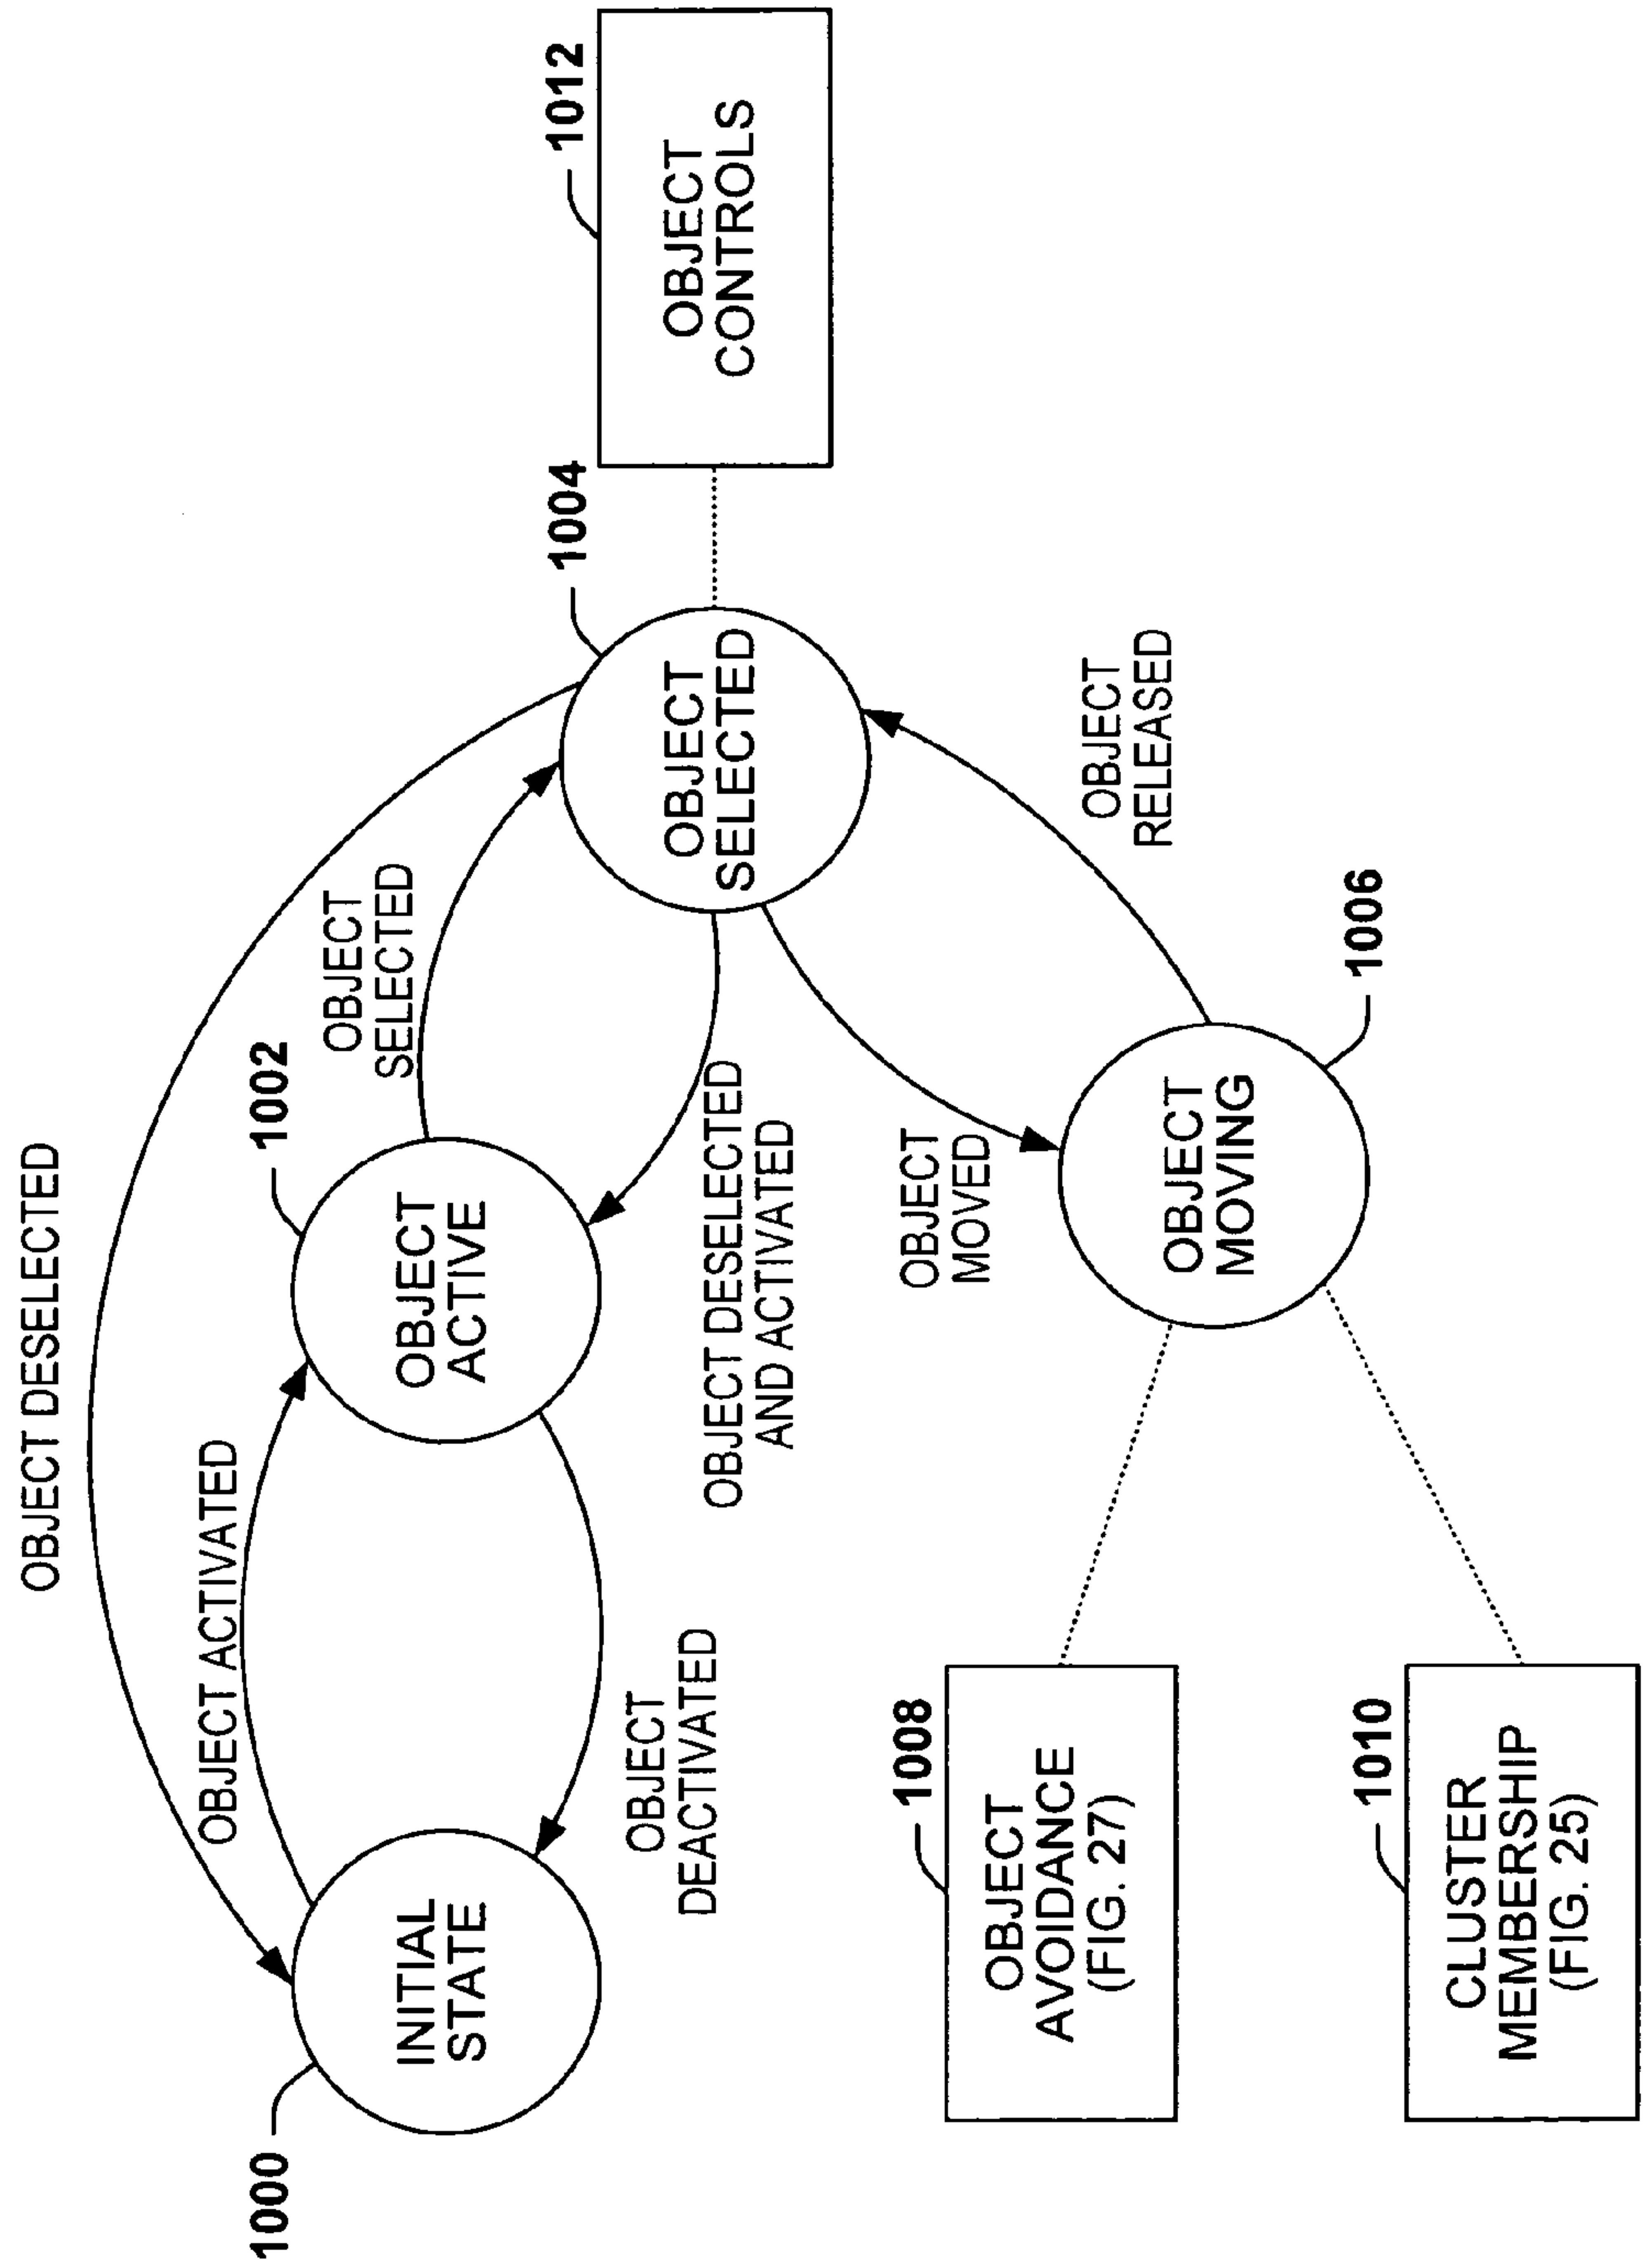 OBJECT DESELECTED
OBJECT ACTIVATED
1002
OBJECT
SELECTED
1004
1012
1000
INITIAL
STATE
OBJECT
ACTIVE
OBJECT
SELECTED
OBJECT
CONTROLS
OBJECT
DEACTIVATED
OBJECT DESELECTED
AND ACTIVATED
OBJECT
MOVED
OBJECT
RELEASED
1008
OBJECT
AVOIDANCE
(FIG. 27)
OBJECT
MOVING
1006
1010
CLUSTER
MEMBERSHIP
(FIG. 25)